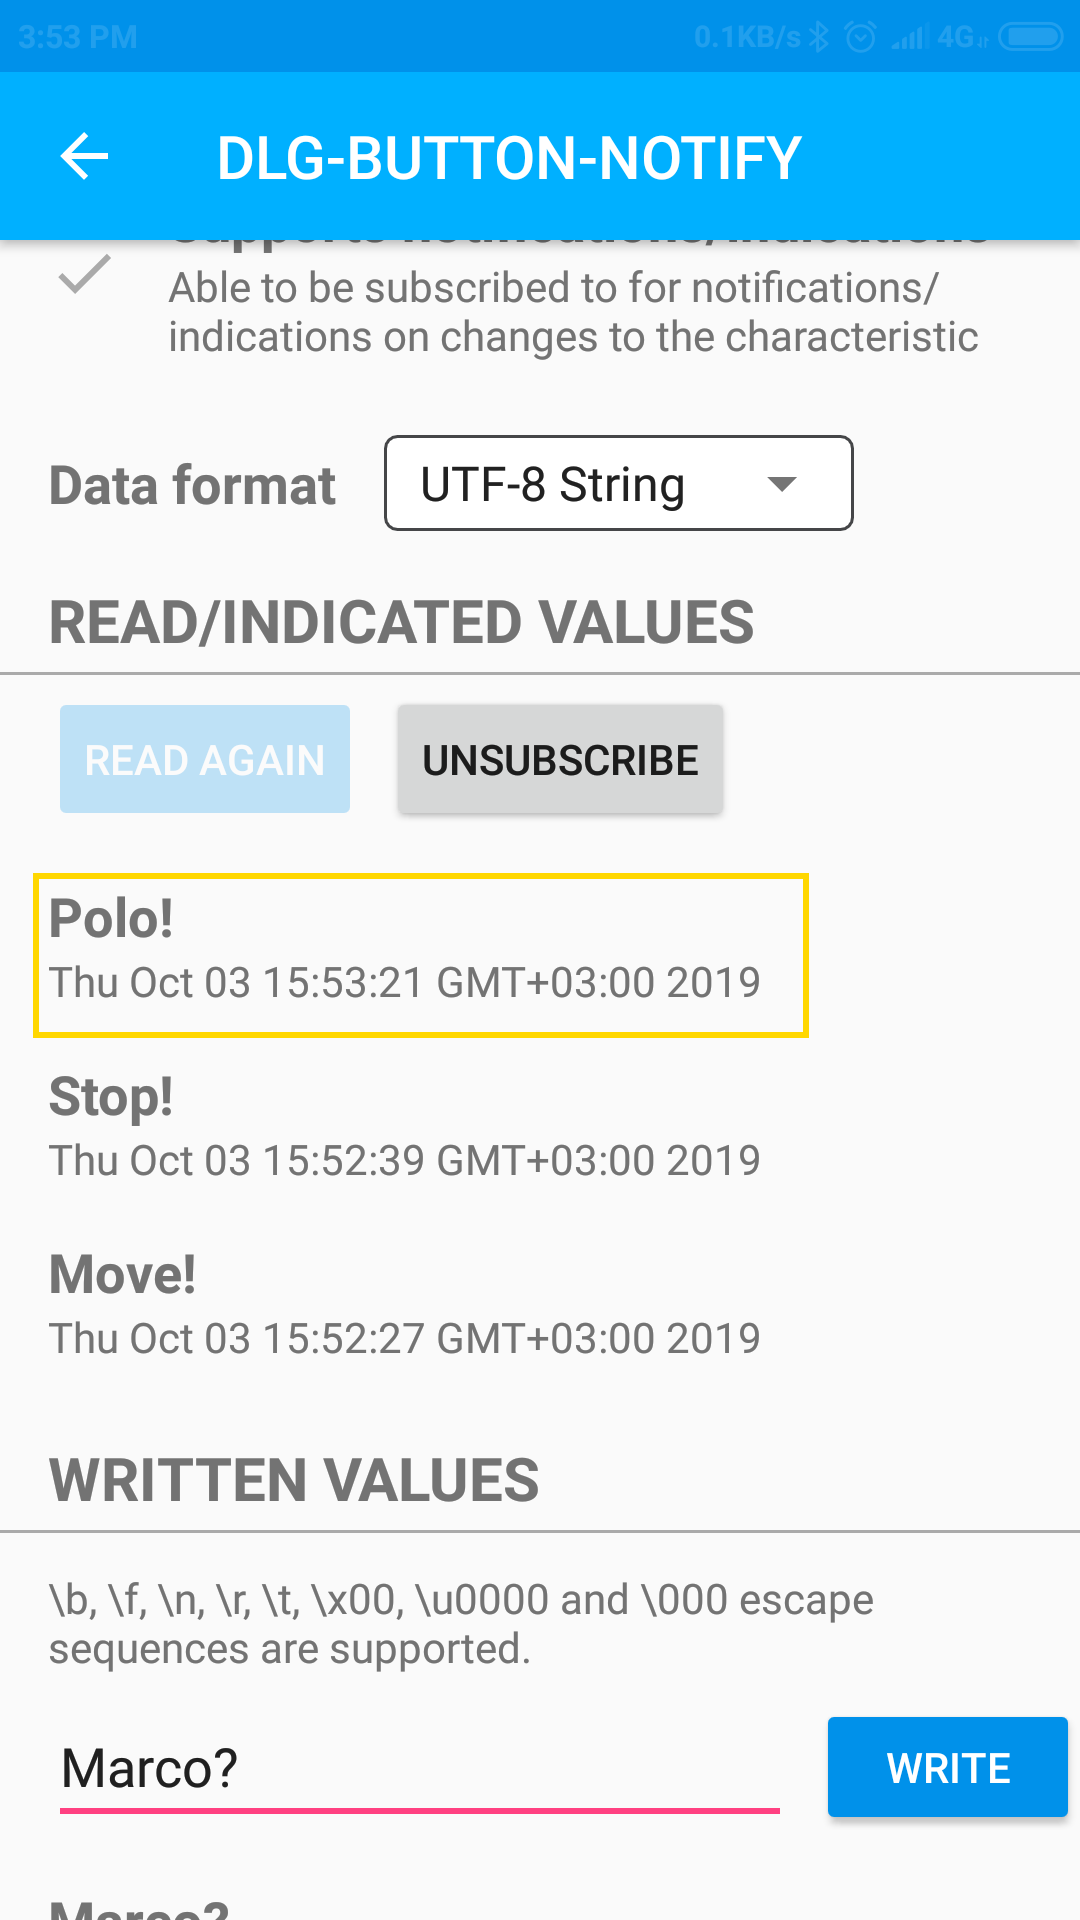 3:53 PM 0.1KB/s 4G
DLG-BUTTON-NOTIFY
Supports notifications/indications
Able to be subscribed to for notifications/
indications on changes to the characteristic
Data format UTF-8 String
READ/INDICATED VALUES
READ AGAIN UNSUBSCRIBE
Polo!
Thu Oct 03 15:53:21 GMT+03:00 2019
Stop!
Thu Oct 03 15:52:39 GMT+03:00 2019
Move!
Thu Oct 03 15:52:27 GMT+03:00 2019
WRITTEN VALUES
\b, \f, \n, \r, \t, \x00, \u0000 and \000 escape
sequences are supported.
Marco? WRITE
Marco?